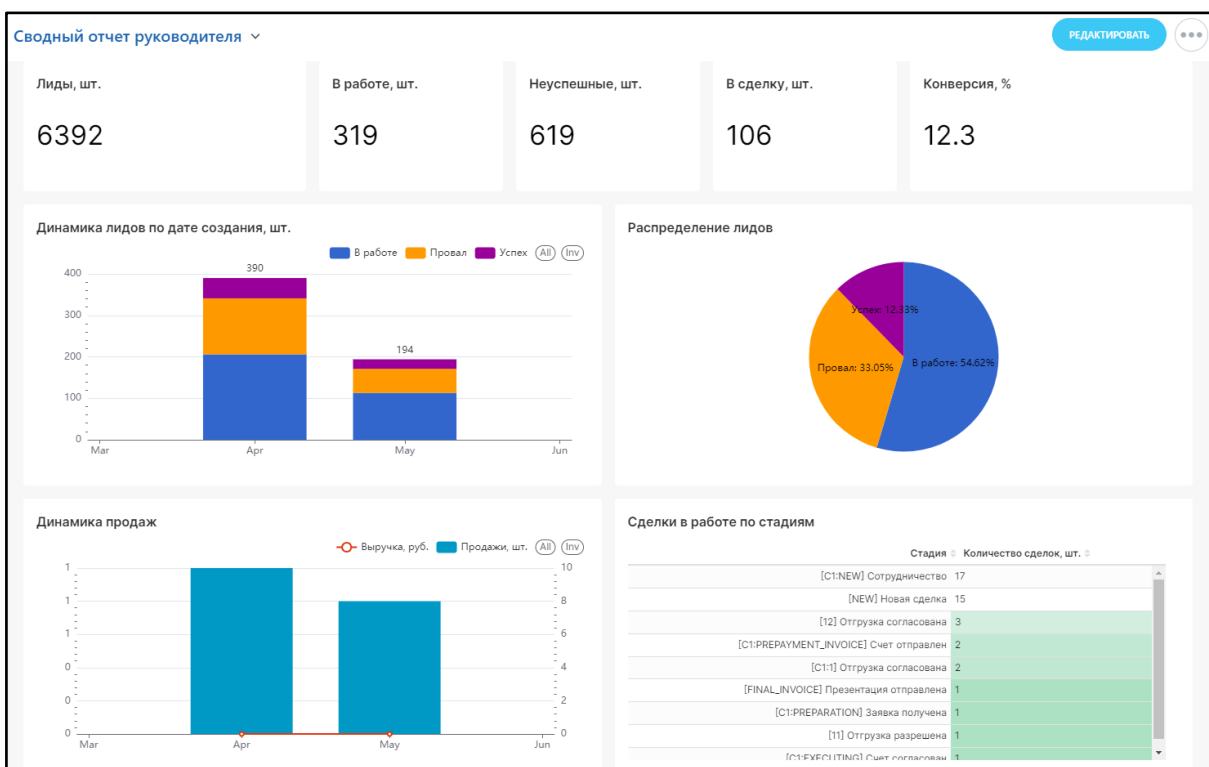 Сводный отчет руководителя
РЕДАКТИРОВАТЬ
Лиды, шт.
6392
В работе, шт.
319
Неуспешные, шт.
619
В сделку, шт.
106
Конверсия, %
12.3
Динамика лидов по дате создания, шт.
В работе Провал Успех All Inv
400
300
200
100
0
390
194
Mar Apr May Jun
Распределение лидов
Успех: 12.33%
Провал: 33.05%
В работе: 54.62%
Динамика продаж
Выручка, руб. Продажи, шт. All Inv
1
1
1
0
0
0
10
8
6
4
2
0
Mar Apr May Jun
Сделки в работе по стадиям
Стадия Количество сделок, шт.
[C1:NEW] Сотрудничество 17
[NEW] Новая сделка 15
[12] Отгрузка согласована 3
[C1:PREPAYMENT_INVOICE] Счет отправлен 2
[C1:1] Отгрузка согласована 2
[FINAL_INVOICE] Презентация отправлена 1
[C1:PREPARATION] Заявка получена 1
[11] Отгрузка разрешена 1
[C1:EXECUTING] Счет согласован 1